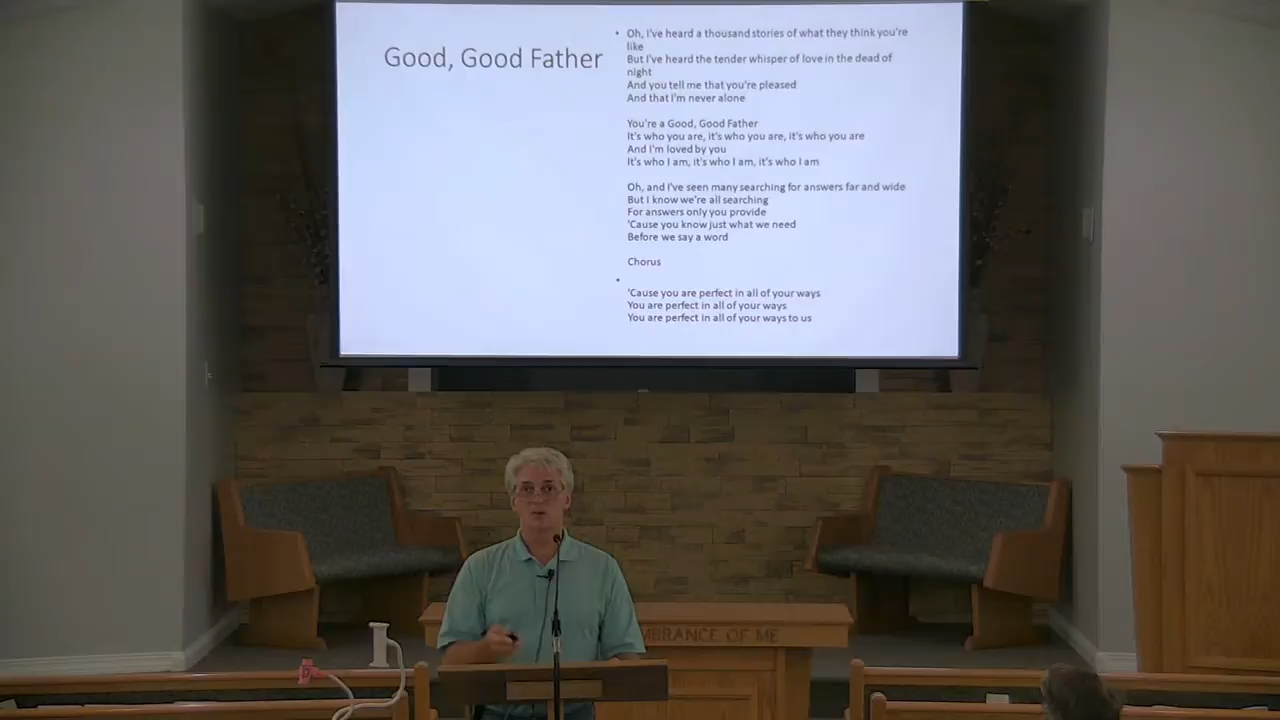 Good, Good Father
• Oh, I've heard a thousand stories of what they think you're
like
But I've heard the tender whisper of love in the dead of
night
And you tell me that you're pleased
And that I'm never alone
You're a Good, Good Father
It's who you are, it's who you are, it's who you are
And I'm loved by you
It's who I am, it's who I am, it's who I am
Oh, and I've seen many searching for answers far and wide
But I know we're all searching
For answers only you provide
'Cause you know just what we need
Before we say a word
Chorus
•
'Cause you are perfect in all of your ways
You are perfect in all of your ways
You are perfect in all of your ways to us
MBRANCE OF ME